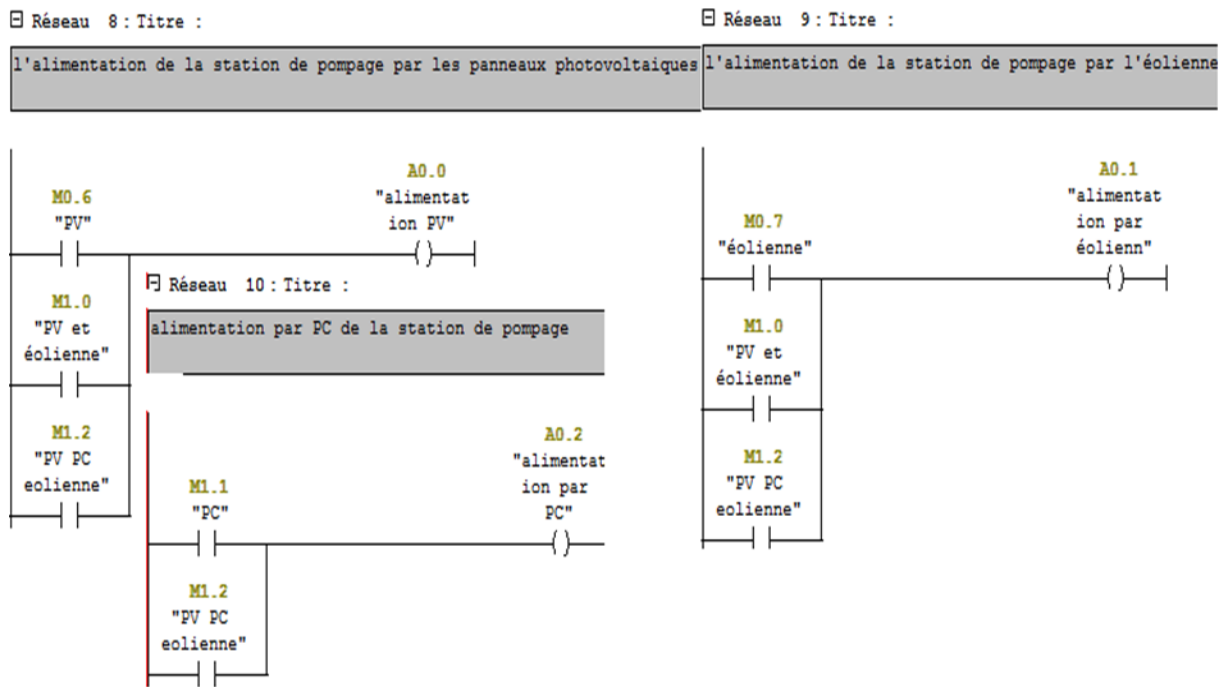 Réseau 8 : Titre :
l'alimentation de la station de pompage par les panneaux photovoltaiques
M0.6
"PV"
A0.0
"alimentat
ion PV"
M1.0
"PV et
éolienne"
M1.2
"PV PC
eolienne"
Réseau 10 : Titre :
alimentation par PC de la station de pompage
M1.1
"PC"
A0.2
"alimentat
ion par
PC"
M1.2
"PV PC
eolienne"
Réseau 9 : Titre :
l'alimentation de la station de pompage par l'éolienne
M0.7
"éolienne"
A0.1
"alimentat
ion par
éolienn"
M1.0
"PV et
éolienne"
M1.2
"PV PC
eolienne"